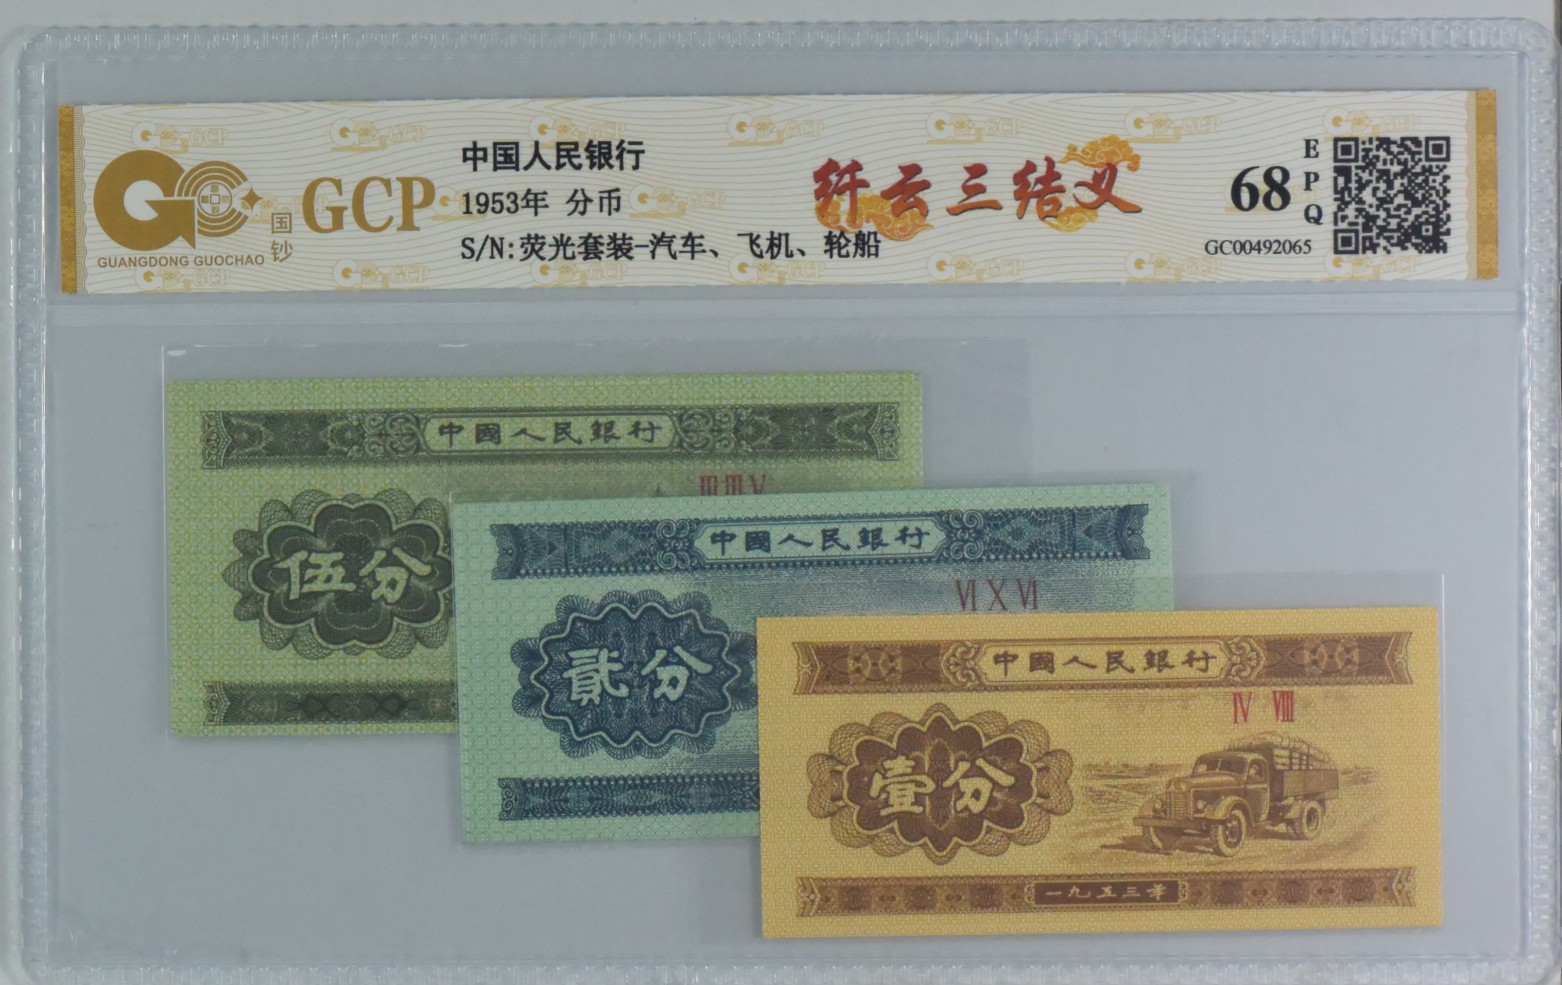 GCP
国钞
GUANGDONG GUOCHAO
中国人民银行
1953年 分币
S/N:荧光套装-汽车、飞机、轮船
纤云三结义
68
EPQ
GC00492065
中國人民銀行
ⅢⅢⅤ
伍分
中國人民銀行
ⅥⅩⅥ
貳分
中國人民銀行
Ⅳ Ⅷ
壹分
一九五三年